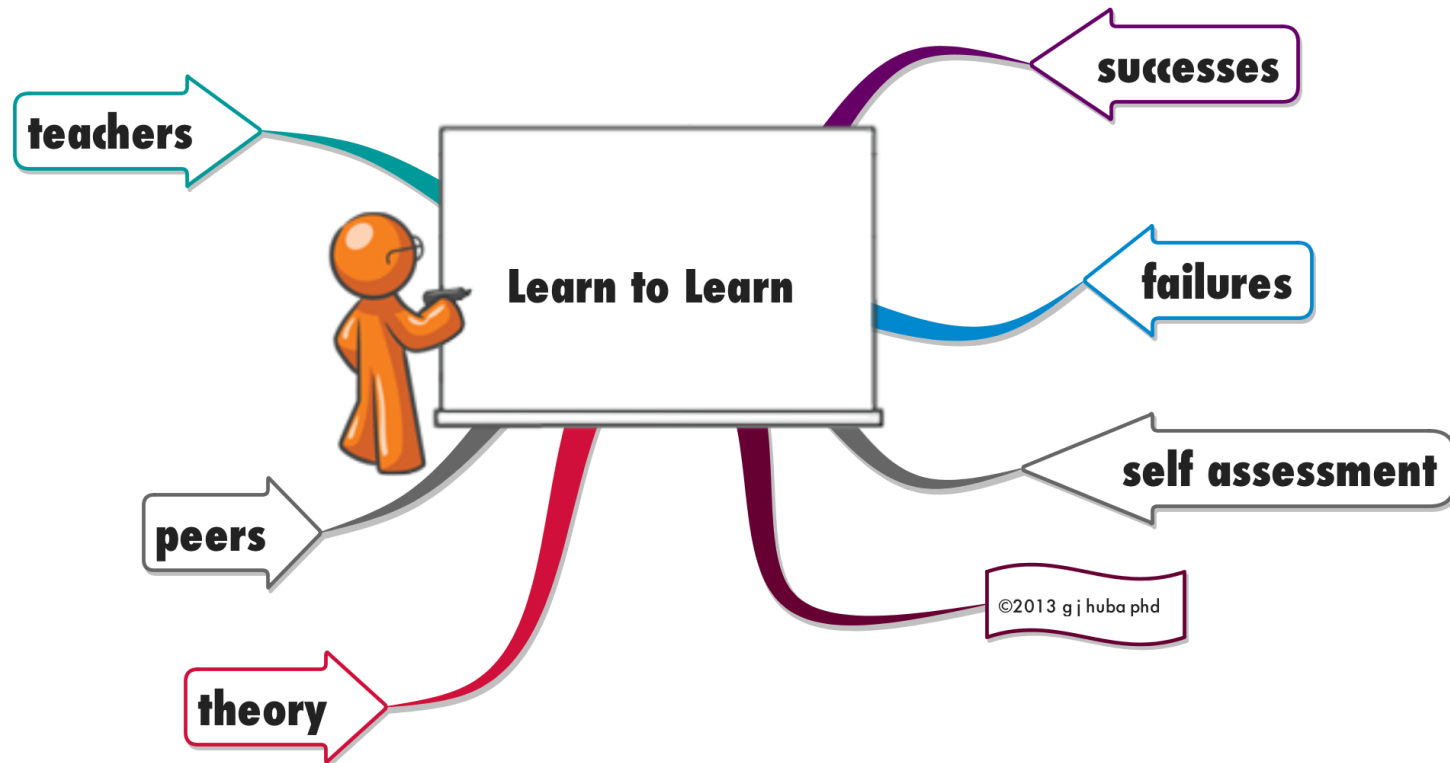 successes
teachers
Learn to Learn
failures
self assessment
peers
©2013 g j huba phd
theory